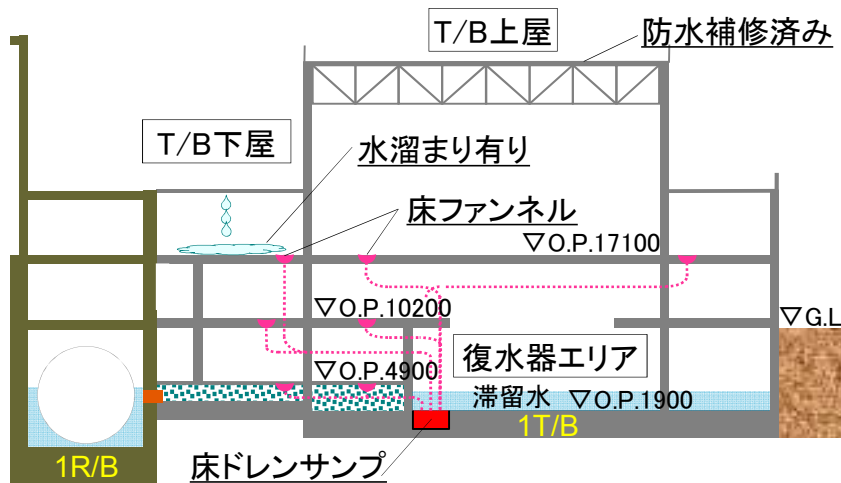 T/B上屋
防水補修済み
T/B下屋
水溜まり有り
床ファンネル
▽O.P.17100
▽O.P.10200
▽G.L
復水器エリア
▽O.P.4900
滞留水
▽O.P.1900
1T/B
1R/B
床ドレンサンプ